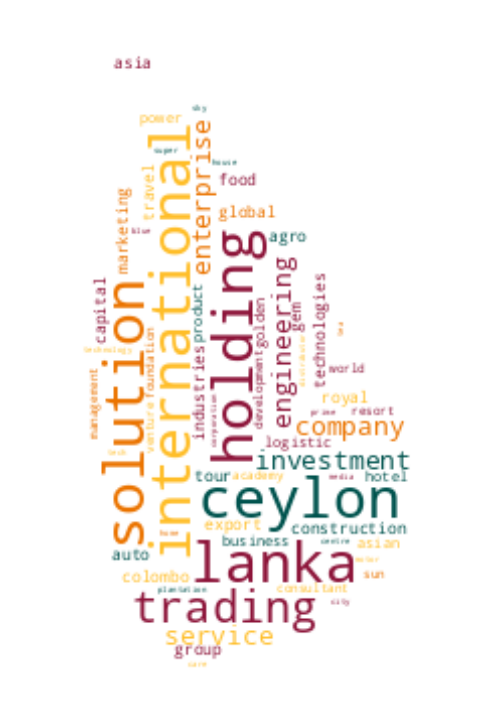 asia
sky
power
super
house
international
enterprise
travel
food
marketing
global
blue
agro
holding
engineering
gem
technologies
capital
solution
product
golden
tea
industries
foundation
technology
development
distributor
world
management
venture
corporation
royal
prime
resort
company
logistic
tech
investment
tour
academy
media
hotel
ceylon
export
construction
home
business
centre
asian
auto
lanka
motor
colombo
sun
plantation
consultant
trading
city
service
group
care